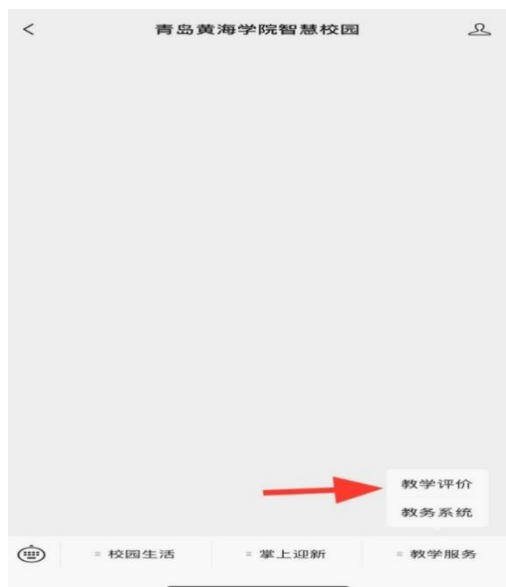 青岛黄海学院智慧校园
教学评价
教务系统
校园生活
掌上迎新
教学服务